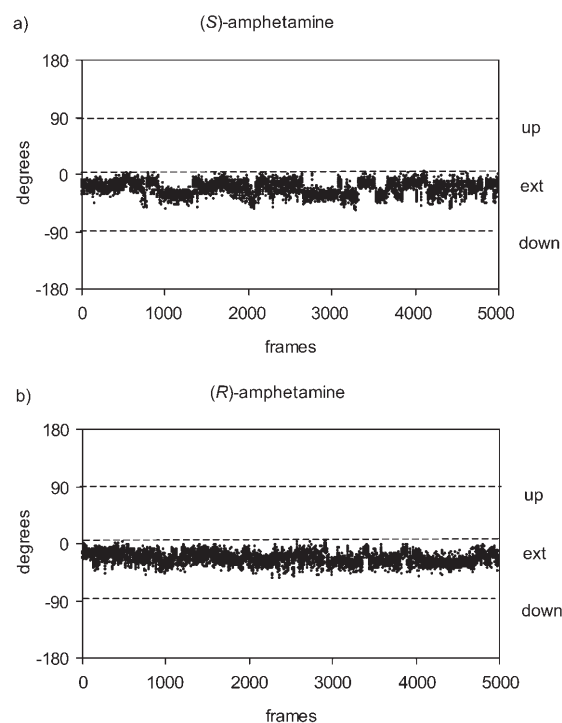 a)
(S)-amphetamine
180
90
0
-90
-180
degrees
up
ext
down
0 1000 2000 3000 4000 5000
frames
b)
(R)-amphetamine
180
90
0
-90
-180
degrees
up
ext
down
0 1000 2000 3000 4000 5000
frames